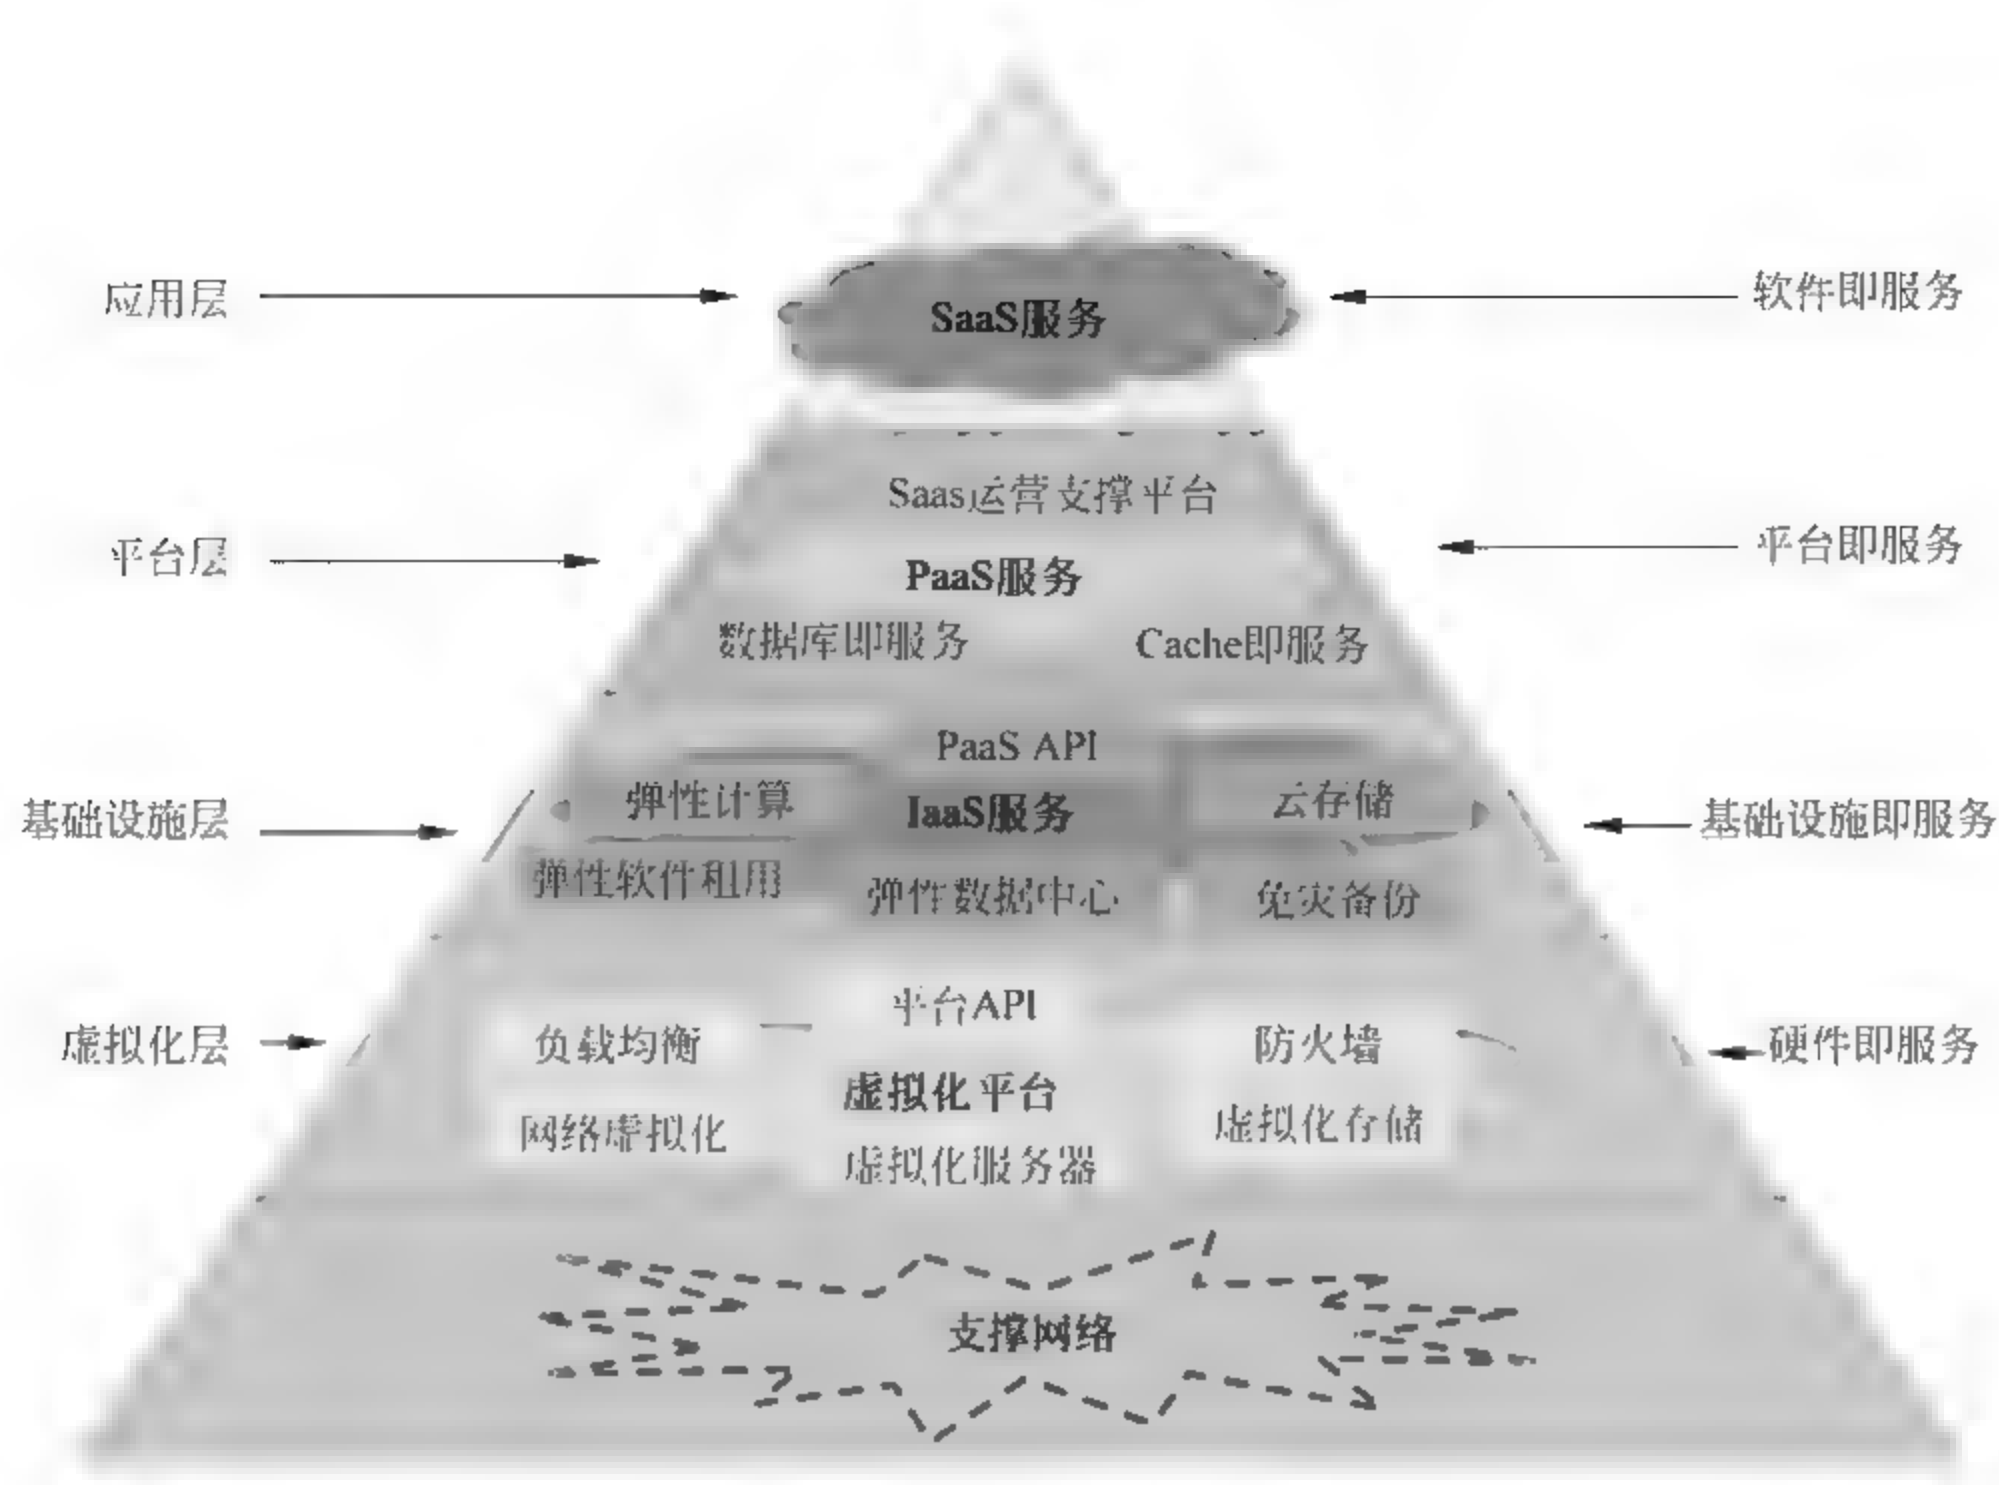 应用层
SaaS服务
软件即服务
Saas运营支撑平台
平台层
PaaS服务
平台即服务
数据库即服务
Cache即服务
PaaS API
弹性计算
IaaS服务
云存储
基础设施层
基础设施即服务
弹性软件租用
弹性数据中心
免灾备份
平台API
负载均衡
防火墙
虚拟化层
硬件即服务
虚拟化平台
网络虚拟化
虚拟化存储
虚拟化服务器
支撑网络